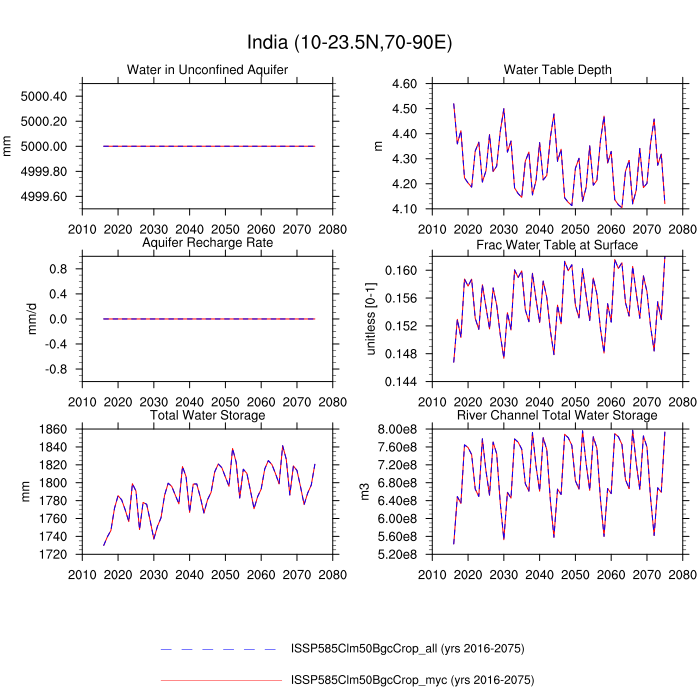 India (10-23.5N,70-90E)
Water in Unconfined Aquifer
5000.40
5000.20
5000.00
4999.80
4999.60
mm
2010 2020 2030 2040 2050 2060 2070 2080
Water Table Depth
4.60
4.50
4.40
4.30
4.20
4.10
m
2010 2020 2030 2040 2050 2060 2070 2080
Aquifer Recharge Rate
0.8
0.4
0.0
-0.4
-0.8
mm/d
2010 2020 2030 2040 2050 2060 2070 2080
Frac Water Table at Surface
0.160
0.156
0.152
0.148
0.144
unitless [0-1]
2010 2020 2030 2040 2050 2060 2070 2080
Total Water Storage
1860
1840
1820
1800
1780
1760
1740
1720
mm
2010 2020 2030 2040 2050 2060 2070 2080
River Channel Total Water Storage
8.00e8
7.60e8
7.20e8
6.80e8
6.40e8
6.00e8
5.60e8
5.20e8
m3
2010 2020 2030 2040 2050 2060 2070 2080
ISSP585Clm50BgcCrop_all (yrs 2016-2075)
ISSP585Clm50BgcCrop_myc (yrs 2016-2075)